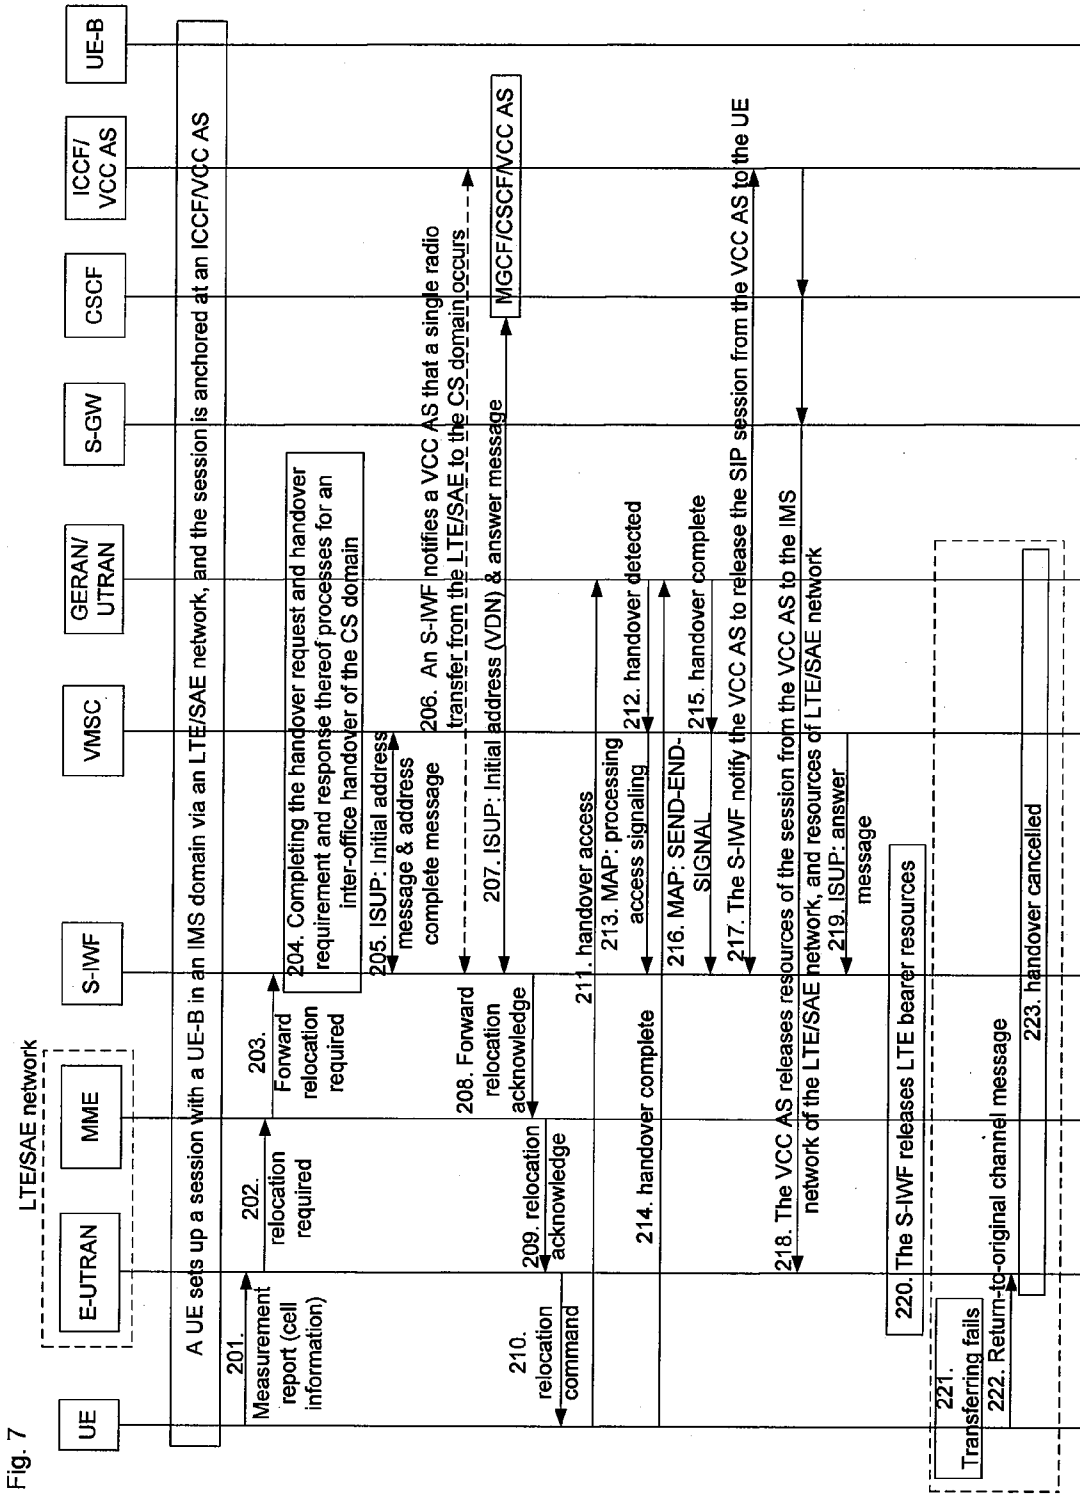 Fig. 7
LTE/SAE network
UE
E-UTRAN
MME
S-IWF
VMSC
GERAN/
UTRAN
S-GW
CSCF
ICCF/
VCC AS
UE-B
A UE sets up a session with a UE-B in an IMS domain via an LTE/SAE network, and the session is anchored at an ICCF/VCC AS
201.
Measurement
report (cell
information)
202.
relocation
required
203.
Forward
relocation
required
204. Completing the handover request and handover
requirement and response thereof processes for an
inter-office handover of the CS domain
205. ISUP: Initial address
message & address
complete message
206. An S-IWF notifies a VCC AS that a single radio
transfer from the LTE/SAE to the CS domain occurs
207. ISUP: Initial address (VDN) & answer message
MGCF/CSCF/VCC AS
208. Forward
relocation
acknowledge
209. relocation
acknowledge
210.
relocation
command
211. handover access
212. handover detected
213. MAP: processing
access signaling
214. handover complete
215. handover complete
216. MAP: SEND-END-
SIGNAL
217. The S-IWF notify the VCC AS to release the SIP session from the VCC AS to the UE
218. The VCC AS releases resources of the session from the VCC AS to the IMS
network of the LTE/SAE network, and resources of LTE/SAE network
219. ISUP: answer
message
220. The S-IWF releases LTE bearer resources
221.
Transferring fails
222. Return-to-original channel message
223. handover cancelled